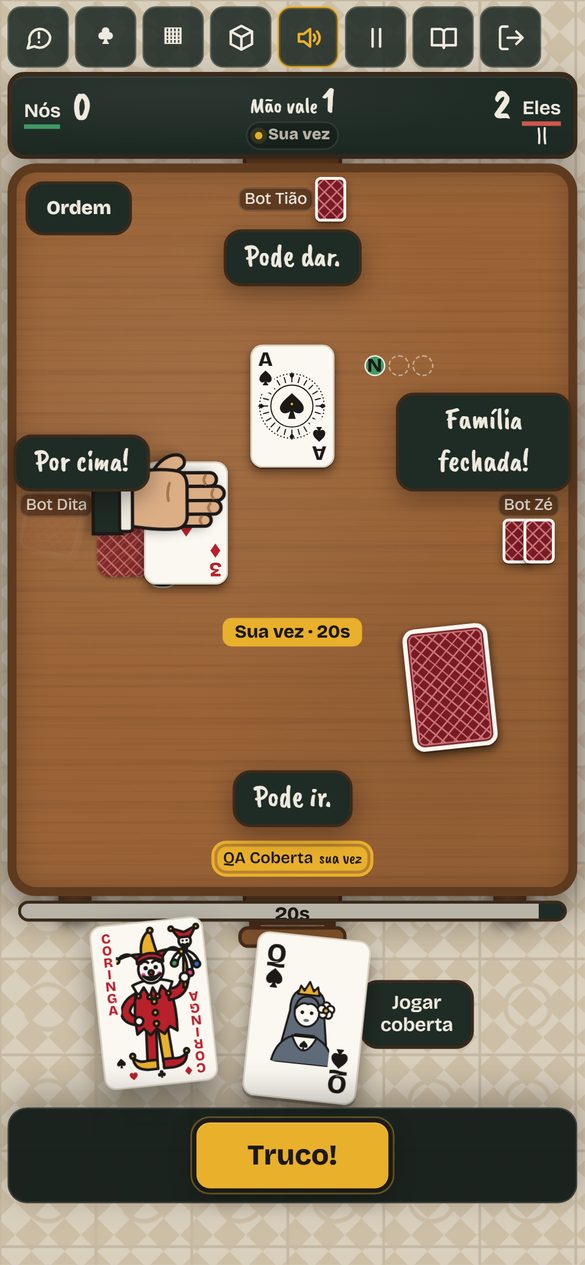 Nós 0
Mão vale 1
Sua vez
2 Eles
Ordem
Bot Tião
Pode dar.
A
A
N
Por cima!
Família
fechada!
Bot Dita
Bot Zé
3
Sua vez · 20s
Pode ir.
QA Coberta sua vez
20s
CORINGA
CORINGA
Q
Q
Jogar
coberta
Truco!